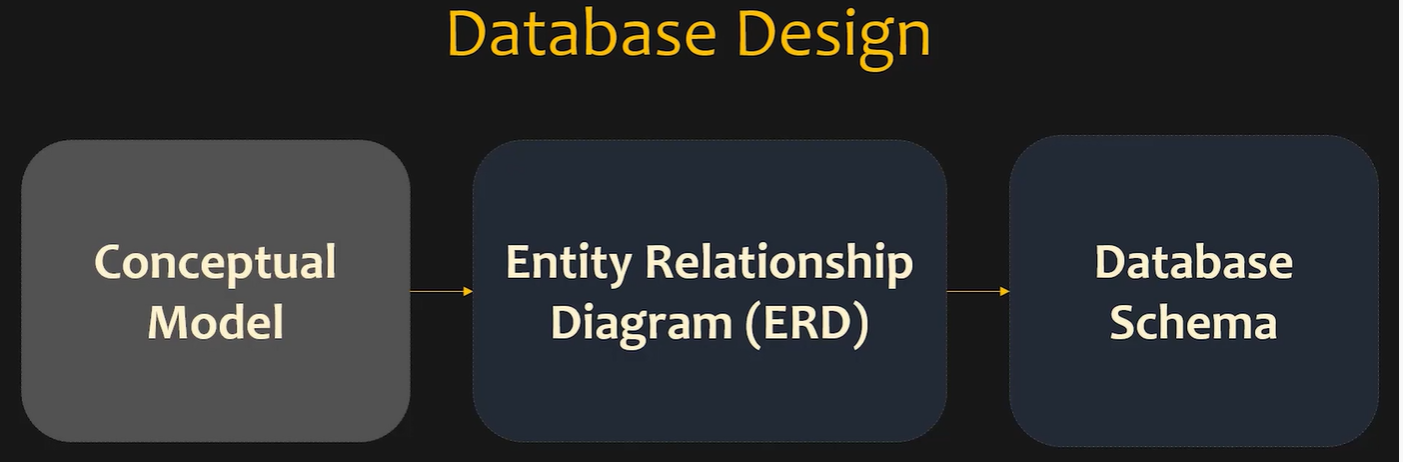 Database Design
Conceptual
Model
Entity Relationship
Diagram (ERD)
Database
Schema